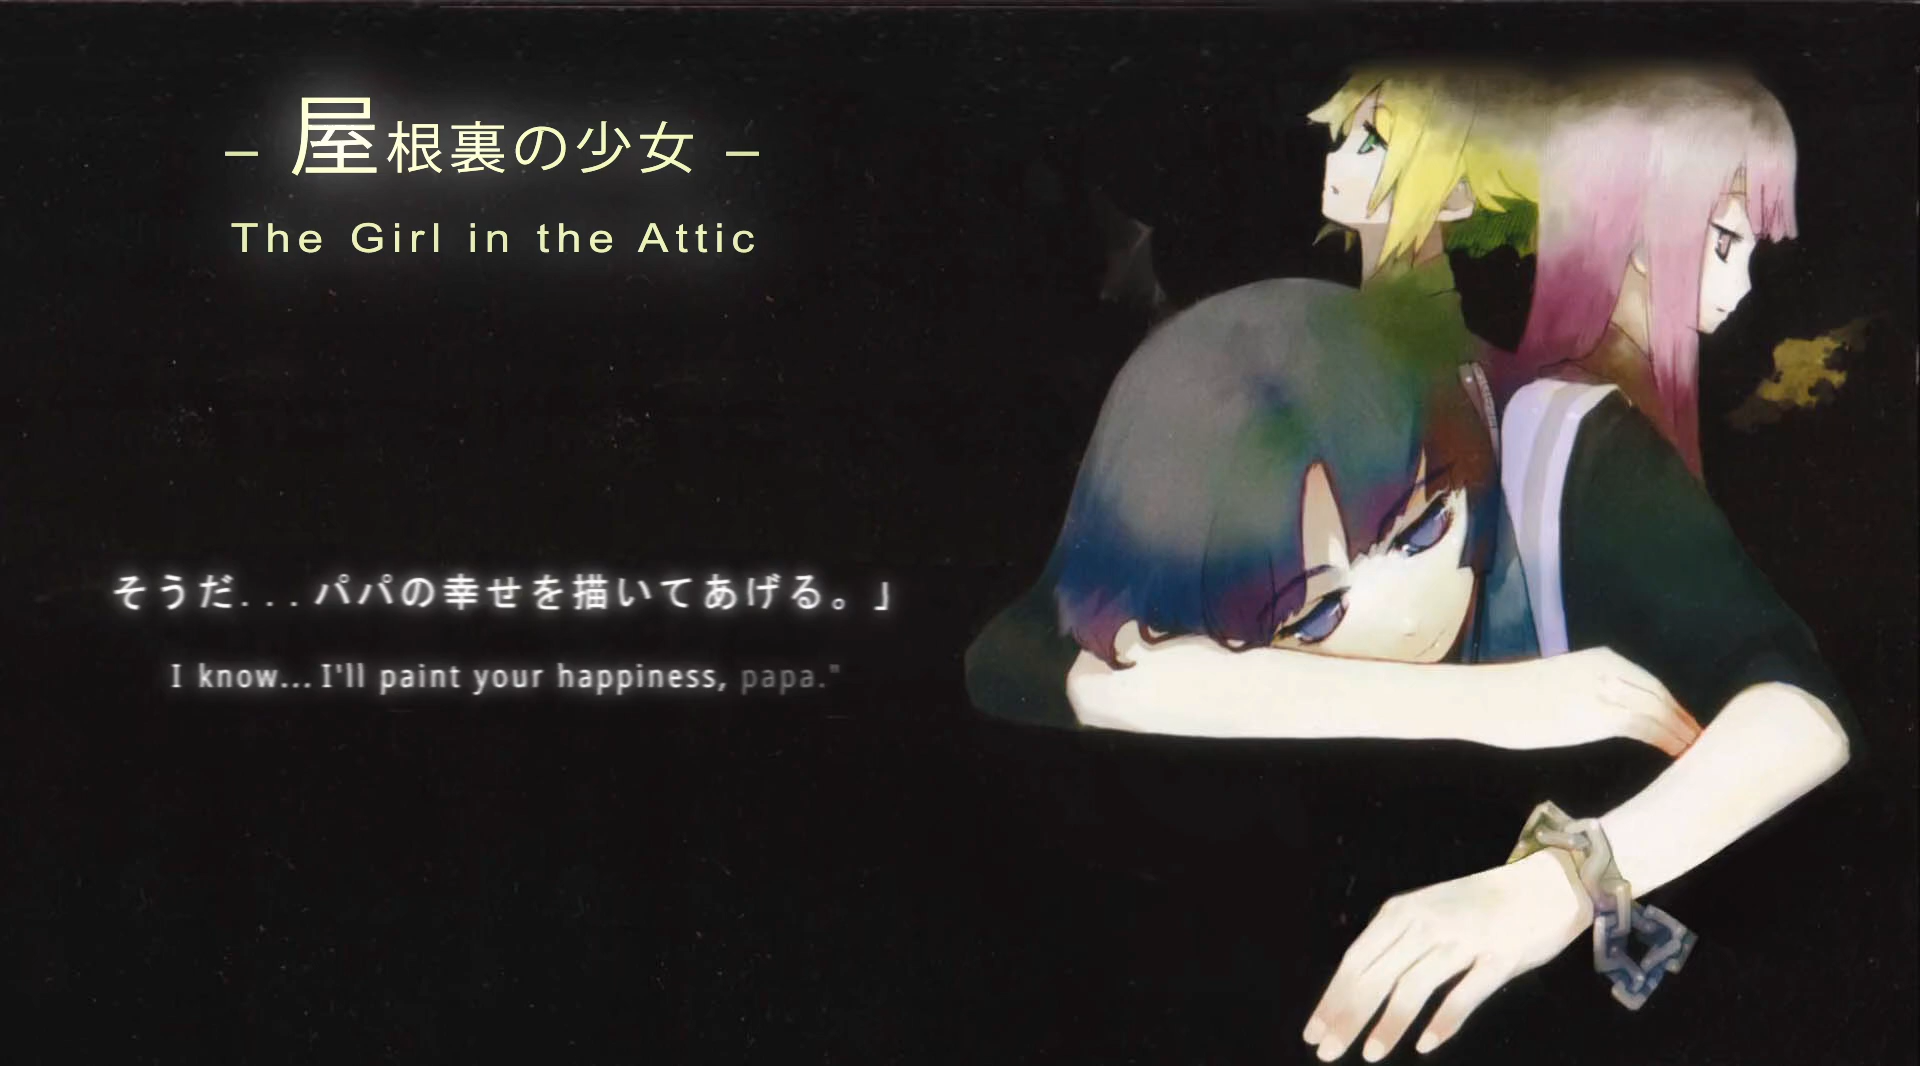 – 屋根裏の少女 –
The Girl in the Attic
そうだ...パパの幸せを描いてあげる。」
I know... I'll paint your happiness, papa."